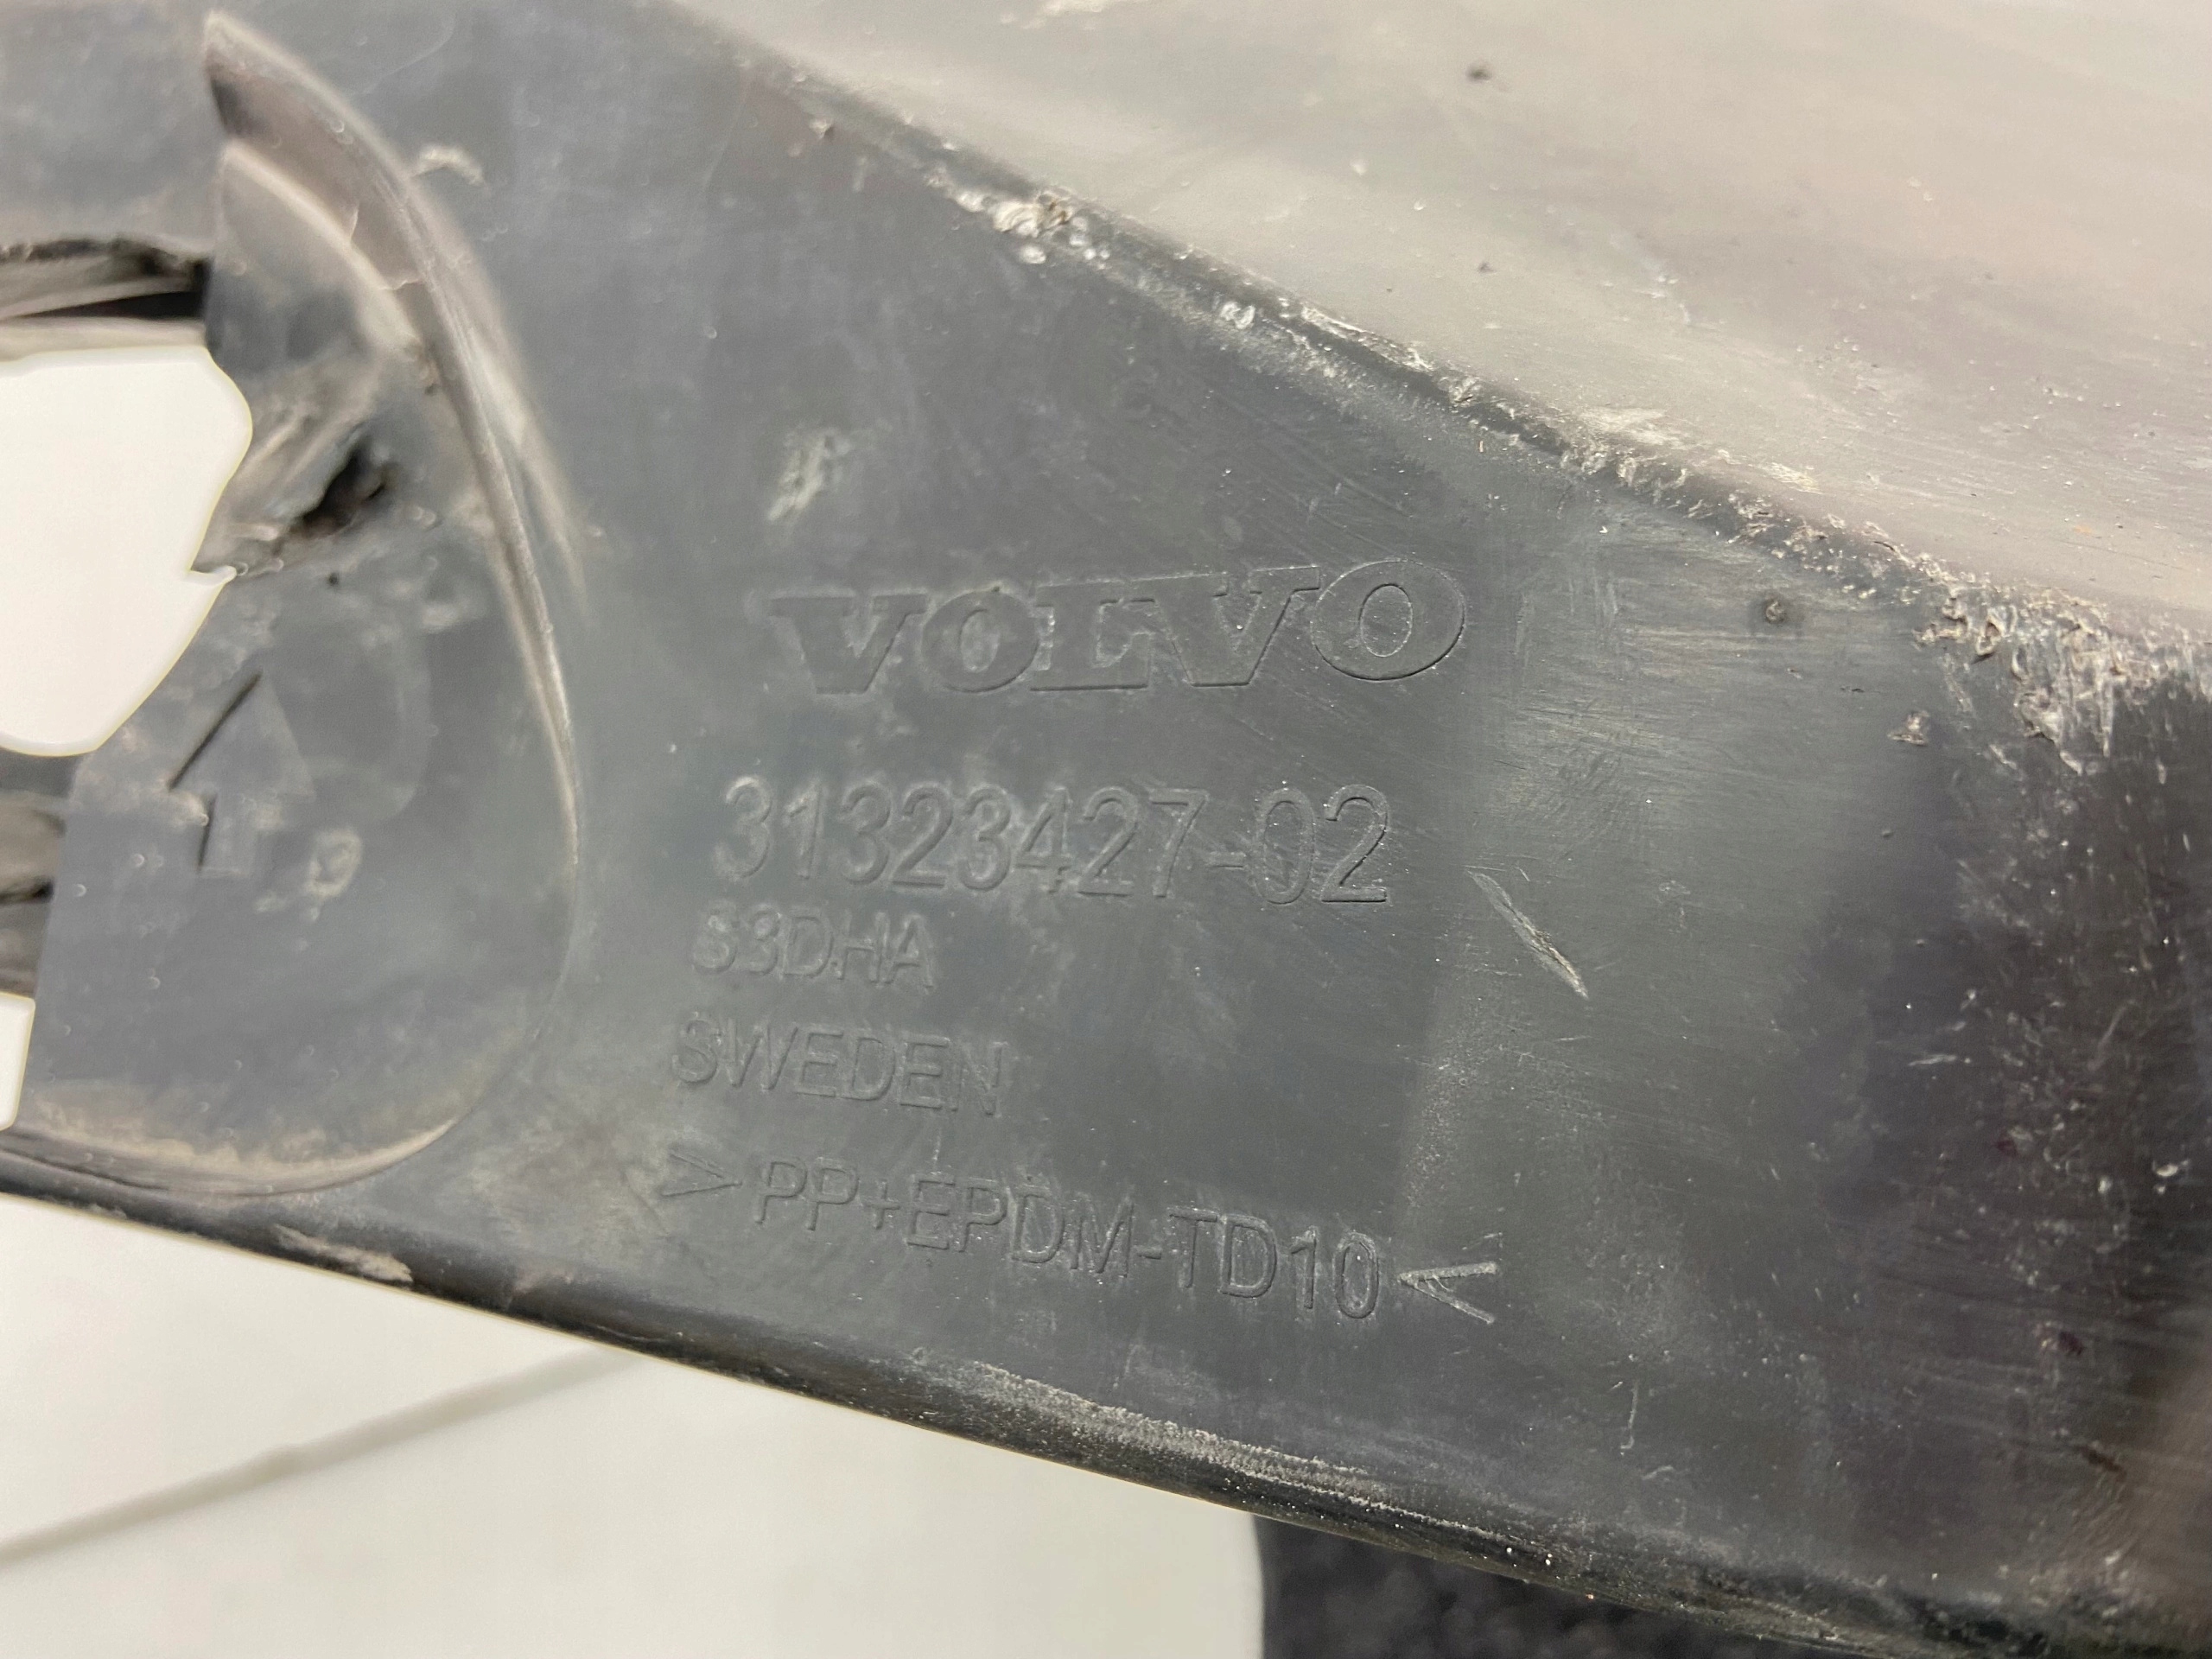 VOLVO
31323427-02
S3DHA
SWEDEN
>PP+EPDM-TD10<